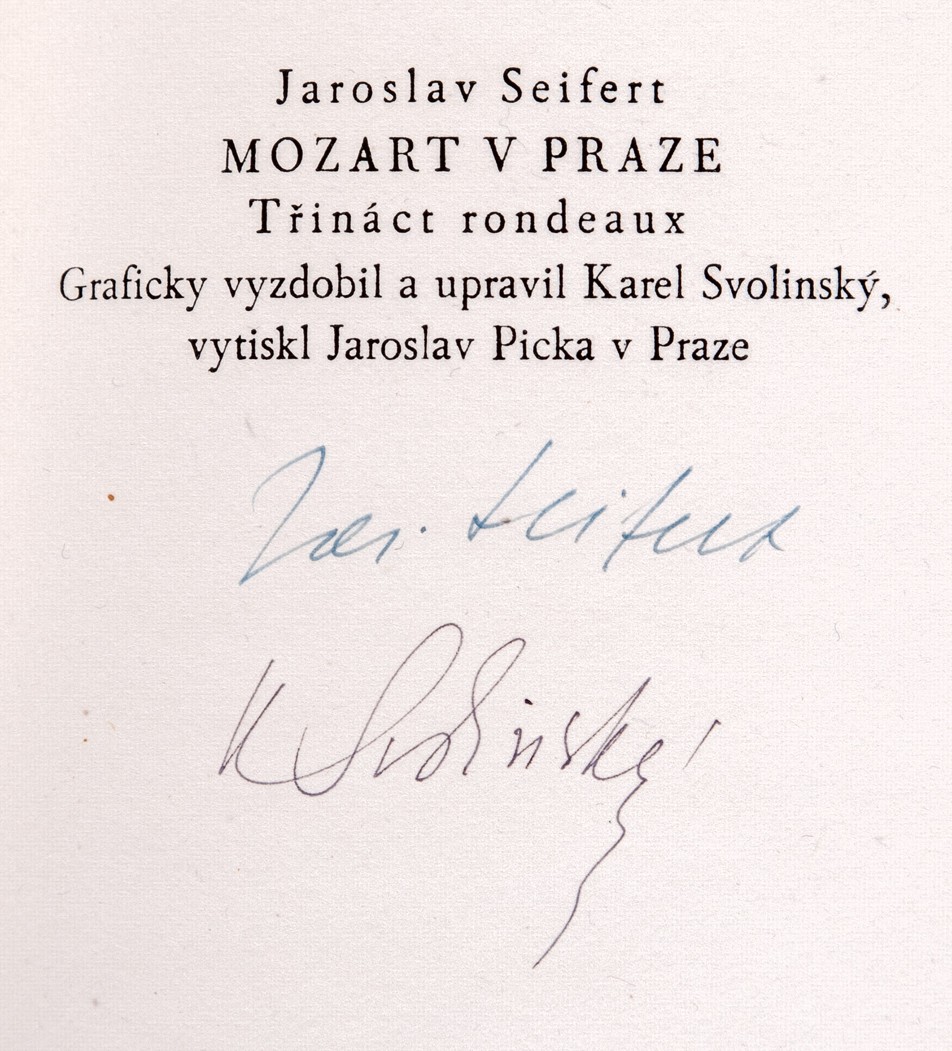 Jaroslav Seifert
MOZART V PRAZE
Třináct rondeaux
Graficky vyzdobil a upravil Karel Svolinský,
vytiskl Jaroslav Picka v Praze
Jar. Seifert
K Svolinský